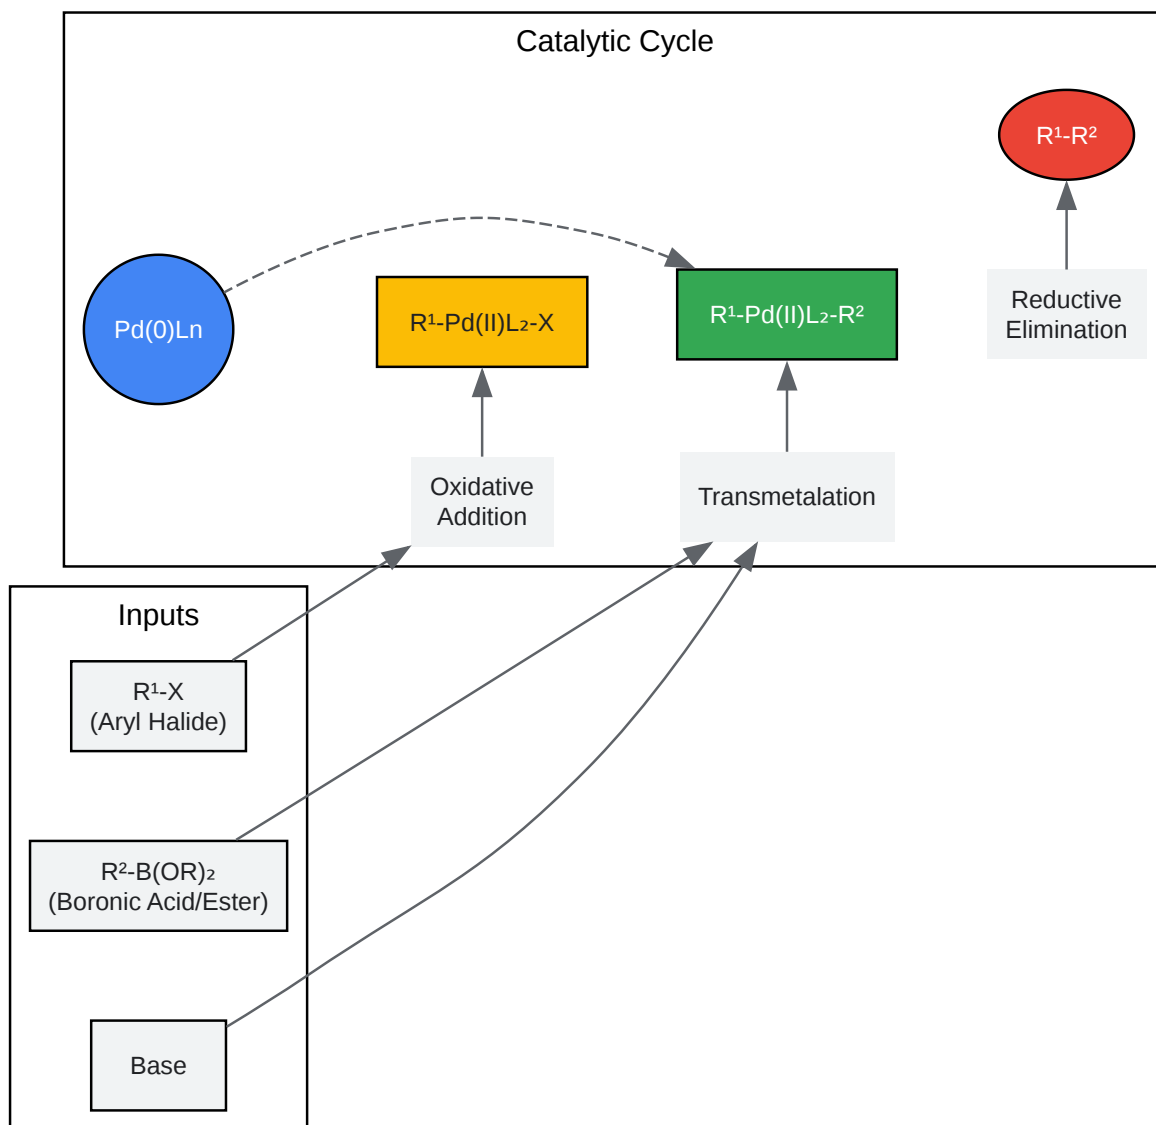 Catalytic Cycle
R¹-R²
Pd(0)Ln
R¹-Pd(II)L₂-X
R¹-Pd(II)L₂-R²
Reductive
Elimination
Oxidative
Addition
Transmetalation
Inputs
R¹-X
(Aryl Halide)
R²-B(OR)₂
(Boronic Acid/Ester)
Base